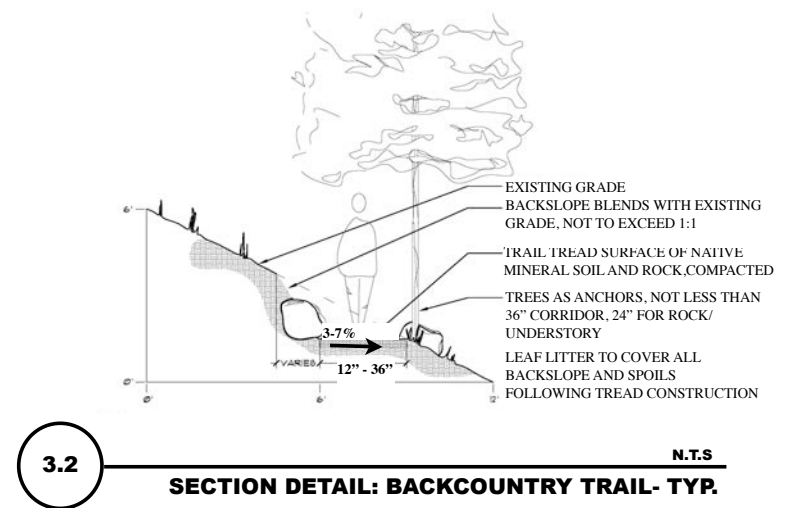 EXISTING GRADE
BACKSLOPE BLENDS WITH EXISTING
GRADE, NOT TO EXCEED 1:1
TRAIL TREAD SURFACE OF NATIVE
MINERAL SOIL AND ROCK,COMPACTED
TREES AS ANCHORS, NOT LESS THAN
36” CORRIDOR, 24” FOR ROCK/
UNDERSTORY
LEAF LITTER TO COVER ALL
BACKSLOPE AND SPOILS
FOLLOWING TREAD CONSTRUCTION
6'
3-7%
VARIES
12” - 36”
0'
0'
6'
12'
3.2
N.T.S
SECTION DETAIL: BACKCOUNTRY TRAIL- TYP.